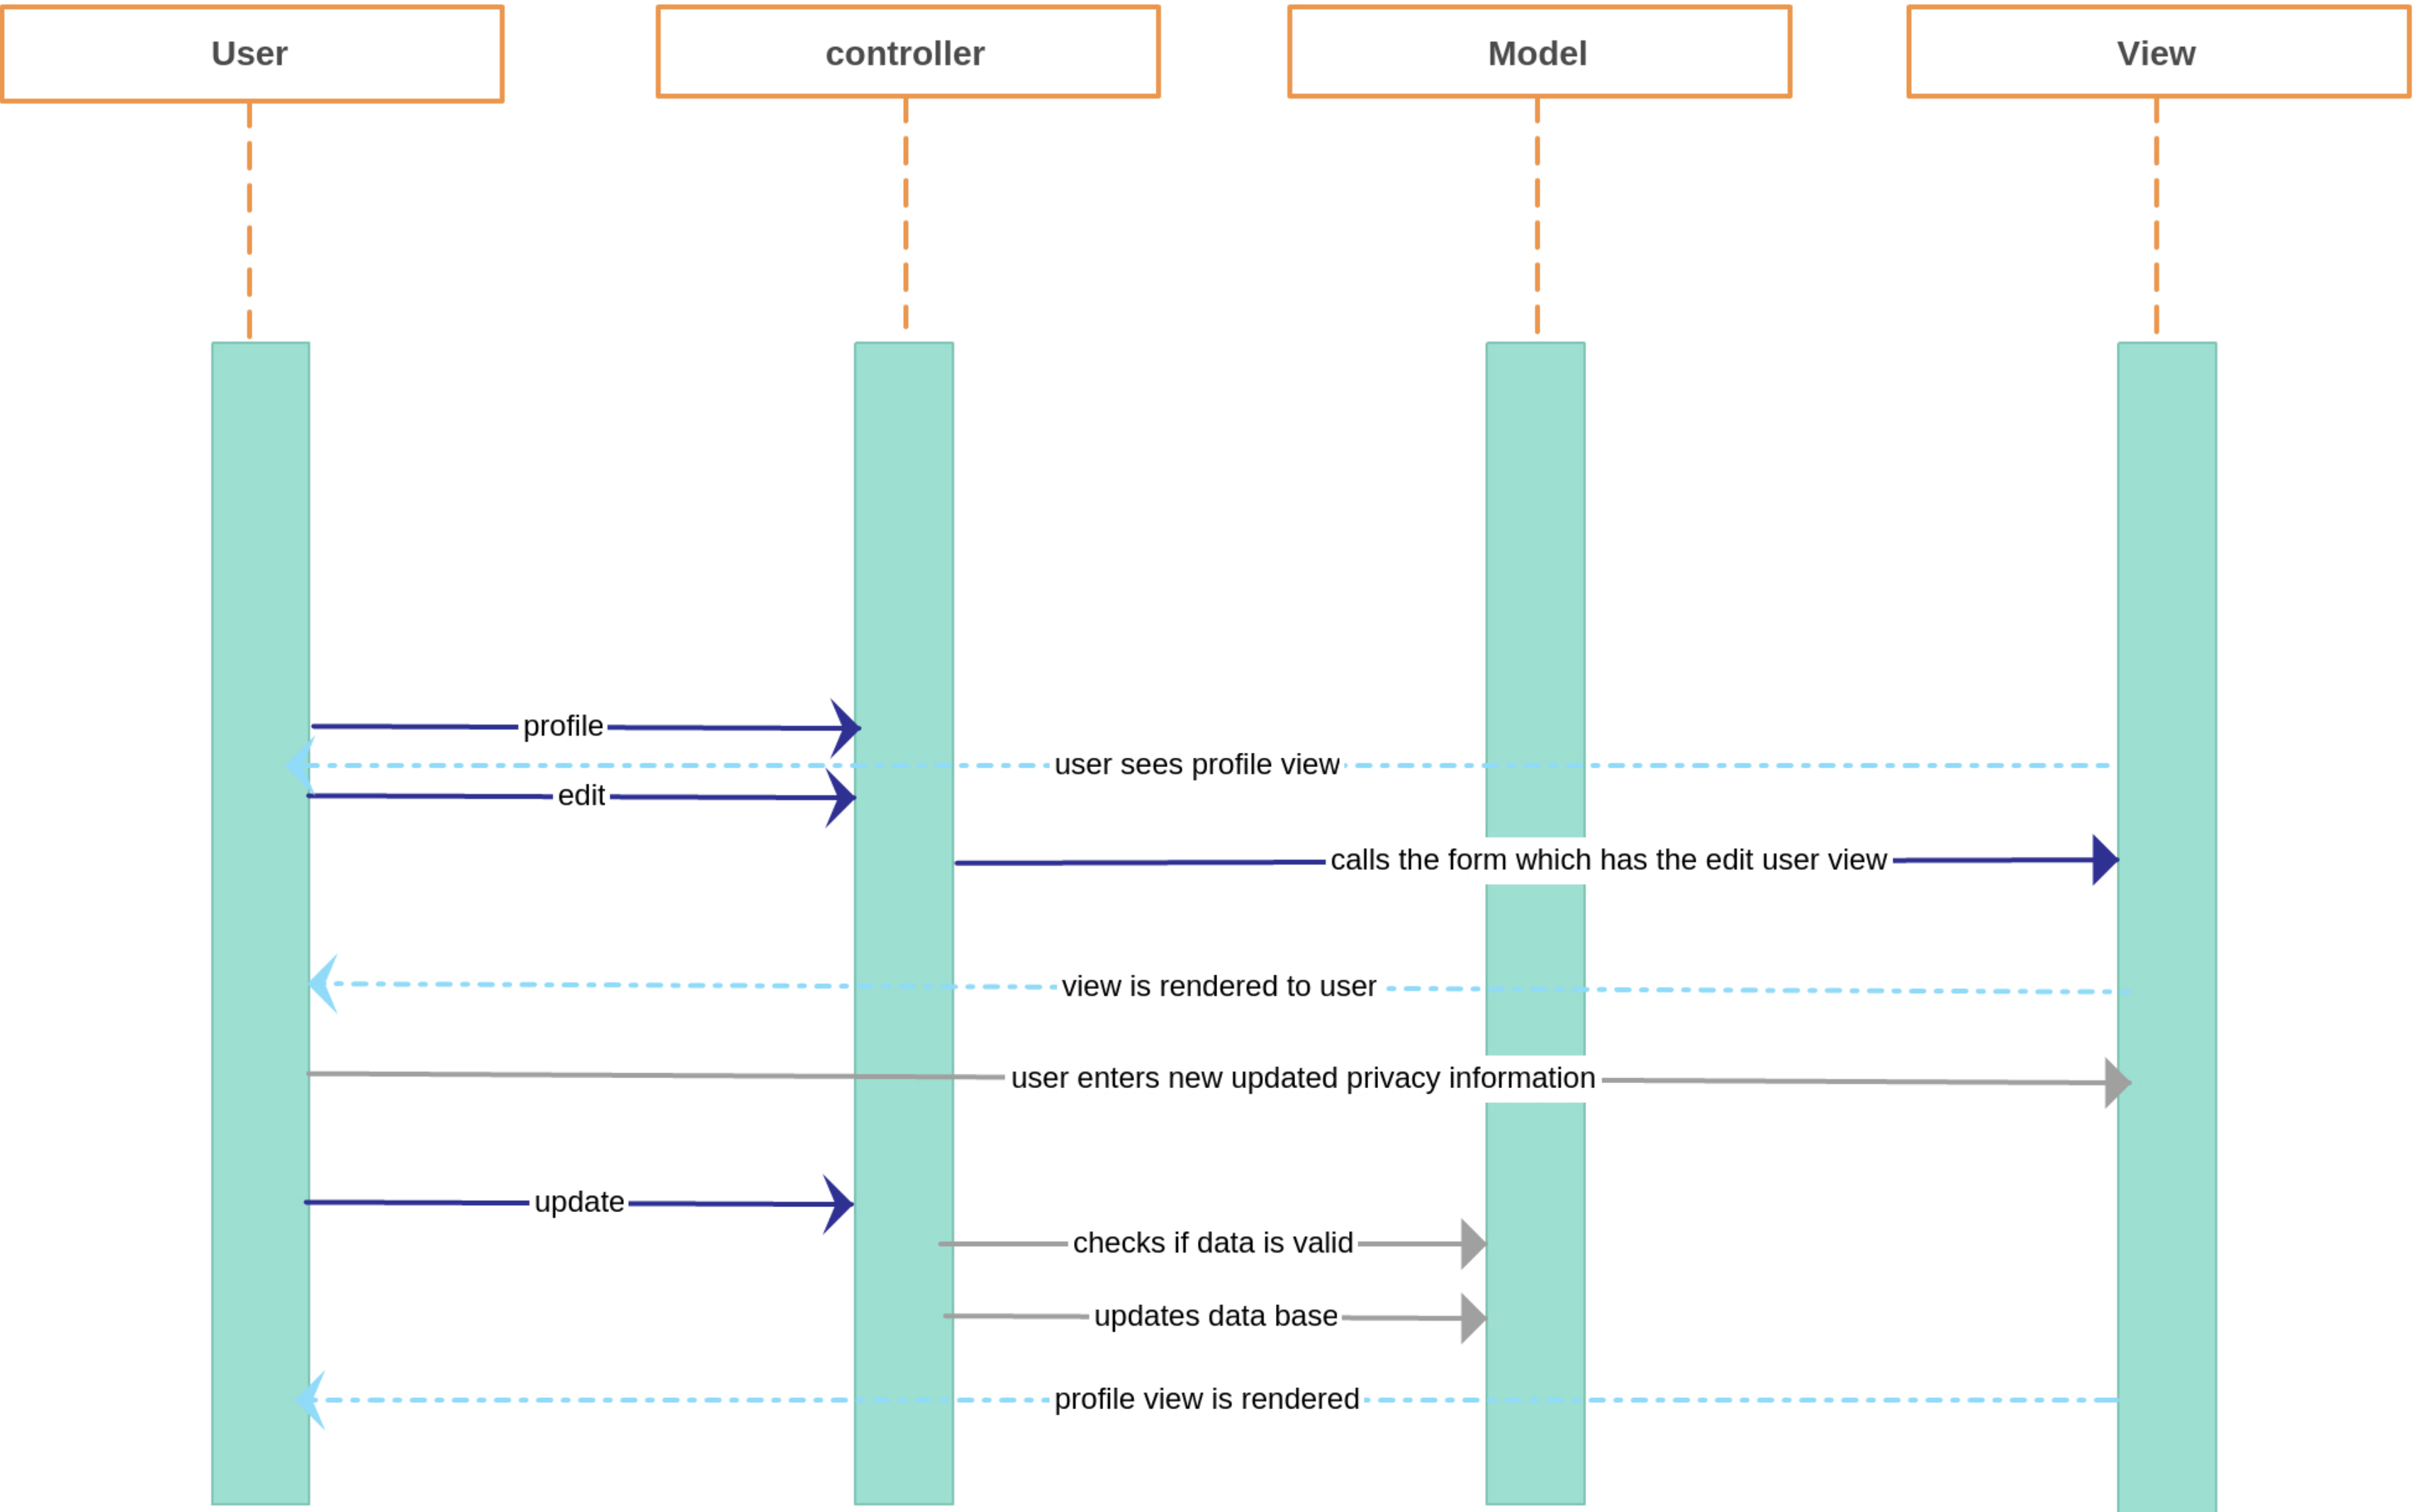 User
controller
Model
View
profile
user sees profile view
edit
calls the form which has the edit user view
view is rendered to user
user enters new updated privacy information
update
checks if data is valid
updates data base
profile view is rendered